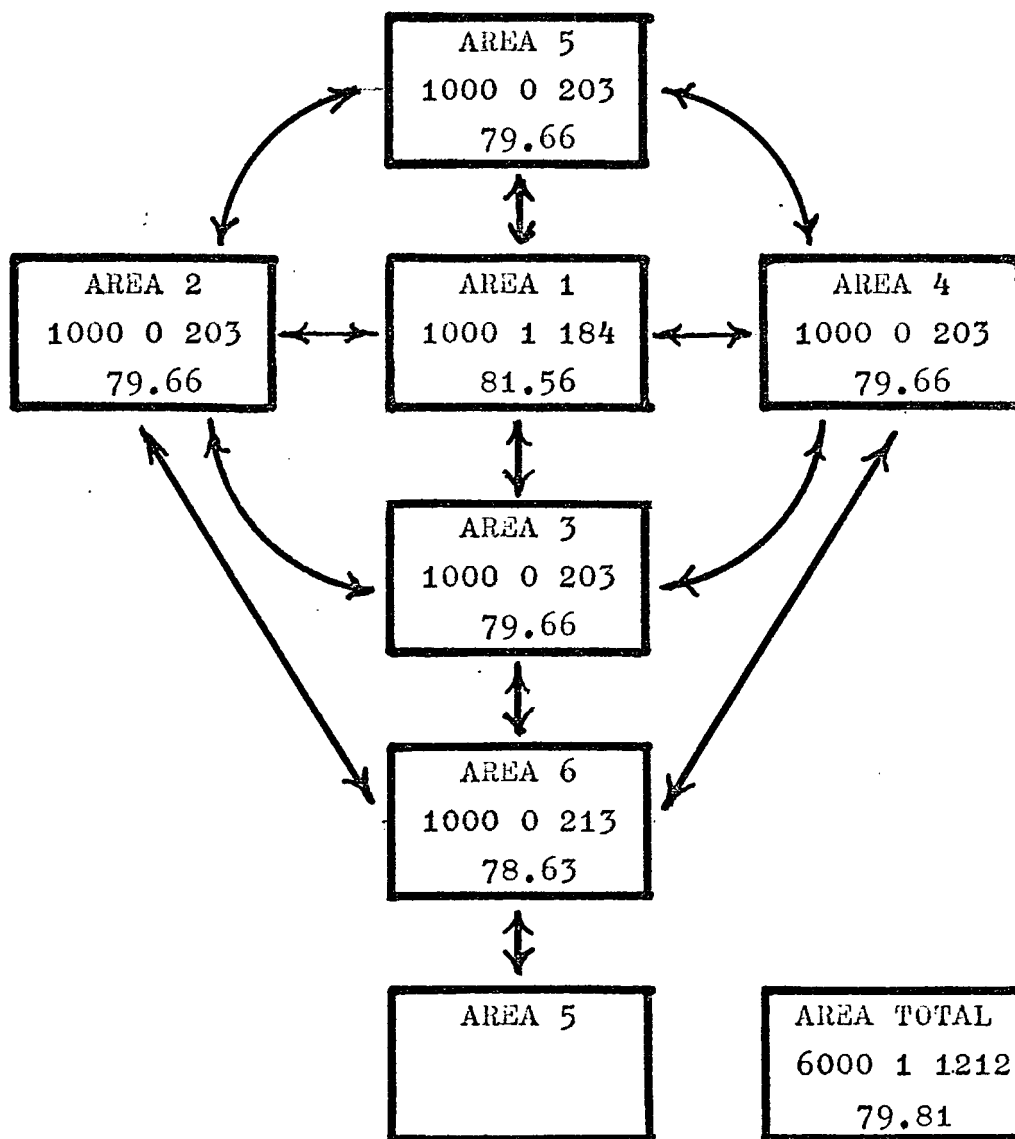 AREA 5
1000 0 203
79.66
AREA 2
1000 0 203
79.66
AREA 1
1000 1 184
81.56
AREA 4
1000 0 203
79.66
AREA 3
1000 0 203
79.66
AREA 6
1000 0 213
78.63
AREA 5
AREA TOTAL
6000 1 1212
79.81